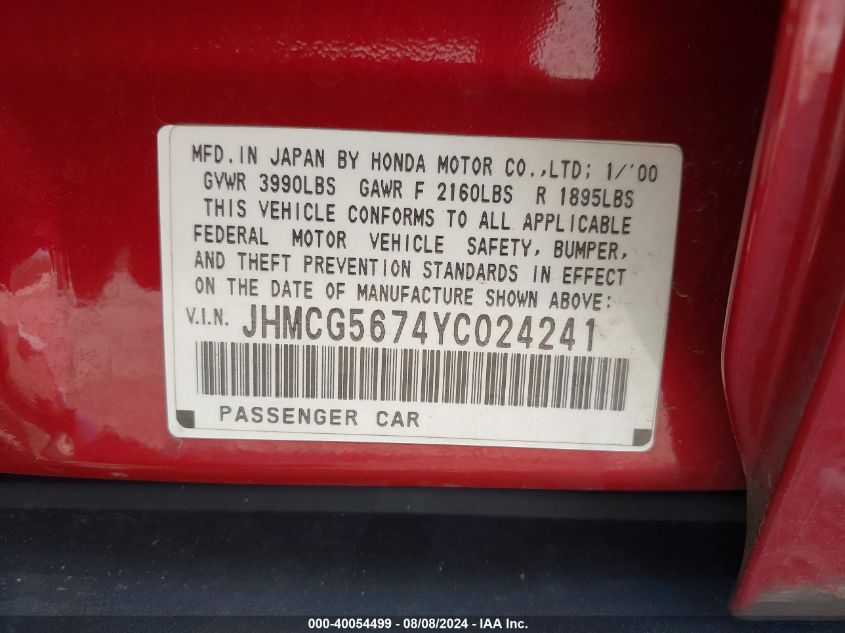 MFD. IN JAPAN BY HONDA MOTOR CO.,LTD; 1/'00
GVWR 3990LBS GAWR F 2160LBS R 1895LBS
THIS VEHICLE CONFORMS TO ALL APPLICABLE
FEDERAL MOTOR VEHICLE SAFETY, BUMPER,
AND THEFT PREVENTION STANDARDS IN EFFECT
ON THE DATE OF MANUFACTURE SHOWN ABOVE:
V.I.N. JHMCG5674YC024241
PASSENGER CAR
000-40054499 - 08/08/2024 - IAA Inc.